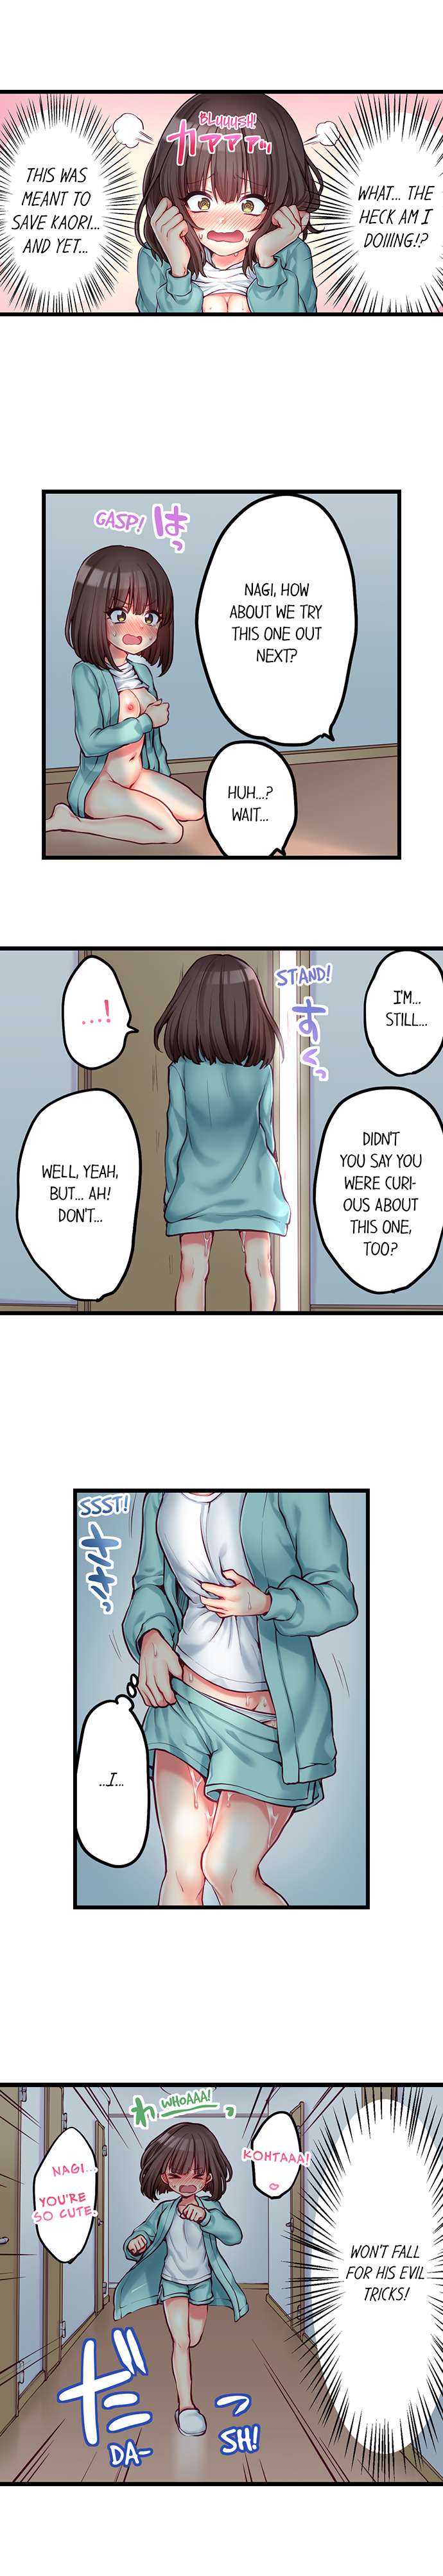 BLUUUSH!
カァァァッ
THIS WAS
MEANT TO
SAVE KAORI...
AND YET...
WHAT... THE
HECK AM I
DOIIING!?
GASP!
はっ
NAGI, HOW
ABOUT WE TRY
THIS ONE OUT
NEXT?
HUH...?
WAIT...
I'M...
STILL...
STAND!
すくっ
...!
DIDN'T
YOU SAY YOU
WERE CURI-
OUS ABOUT
THIS ONE,
TOO?
WELL, YEAH,
BUT... AH!
DON'T...
SSST!
...I...
わ
WHOAAA!
っ
NAGI...
YOU'RE
SO CUTE.
KOHTAAA!
WON'T FALL
FOR HIS EVIL
TRICKS!
ダッ
DA-
SH!